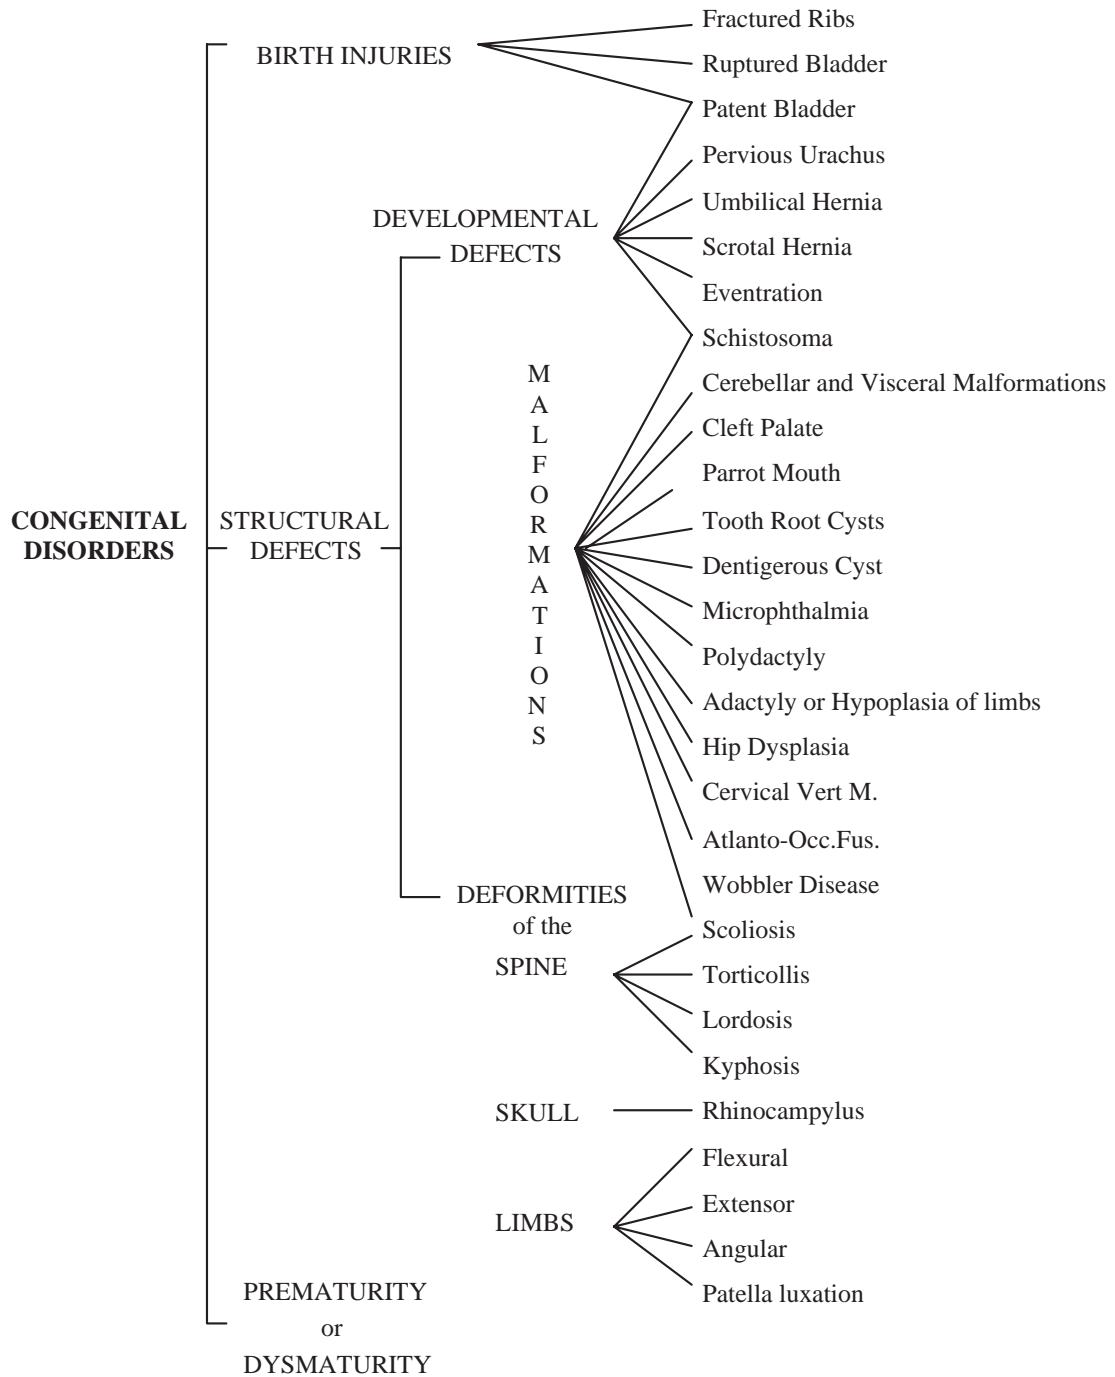 Fractured Ribs
BIRTH INJURIES
Ruptured Bladder
Patent Bladder
Pervious Urachus
Umbilical Hernia
DEVELOPMENTAL
DEFECTS
Scrotal Hernia
Eventration
Schistosoma
MALFORMATIONS
Cerebellar and Visceral Malformations
Cleft Palate
Parrot Mouth
CONGENITAL
DISORDERS
STRUCTURAL
DEFECTS
Tooth Root Cysts
Dentigerous Cyst
Microphthalmia
Polydactyly
Adactyly or Hypoplasia of limbs
Hip Dysplasia
Cervical Vert M.
Atlanto-Occ.Fus.
Wobbler Disease
DEFORMITIES
of the
SPINE
Scoliosis
Torticollis
Lordosis
Kyphosis
SKULL
Rhinocampylus
LIMBS
Flexural
Extensor
Angular
Patella luxation
PREMATURITY
or
DYSMATURITY